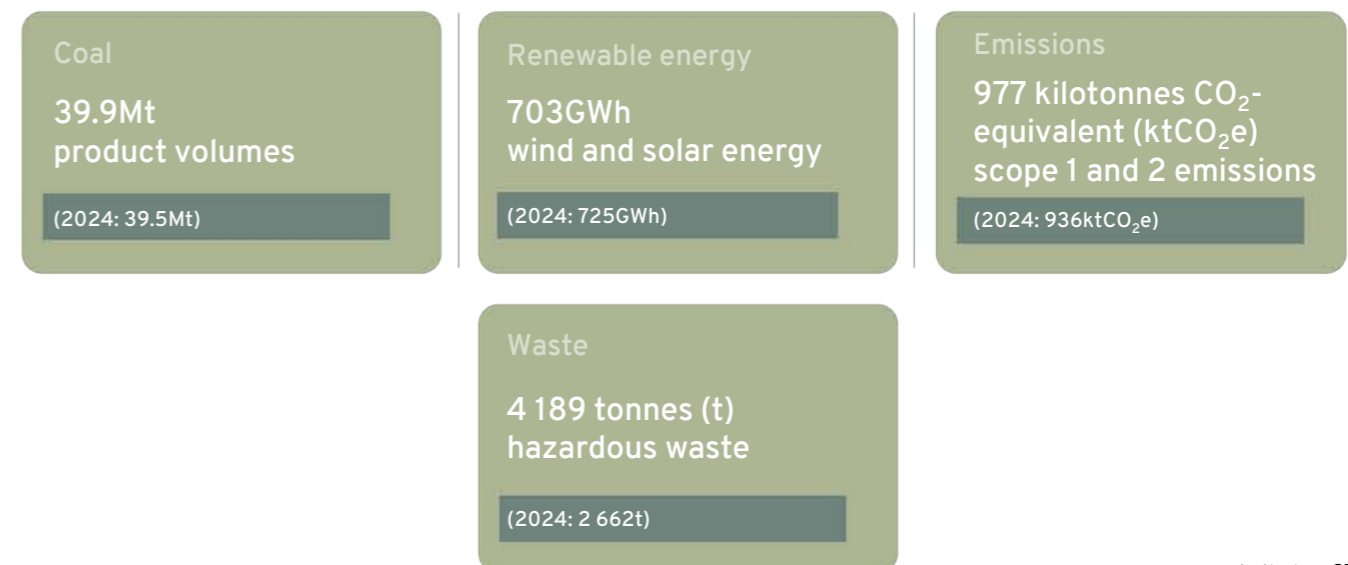 Coal
39.9Mt
product volumes
(2024: 39.5Mt)
Renewable energy
703GWh
wind and solar energy
(2024: 725GWh)
Emissions
977 kilotonnes CO₂-
equivalent (ktCO₂e)
scope 1 and 2 emissions
(2024: 936ktCO₂e)
Waste
4 189 tonnes (t)
hazardous waste
(2024: 2 662t)